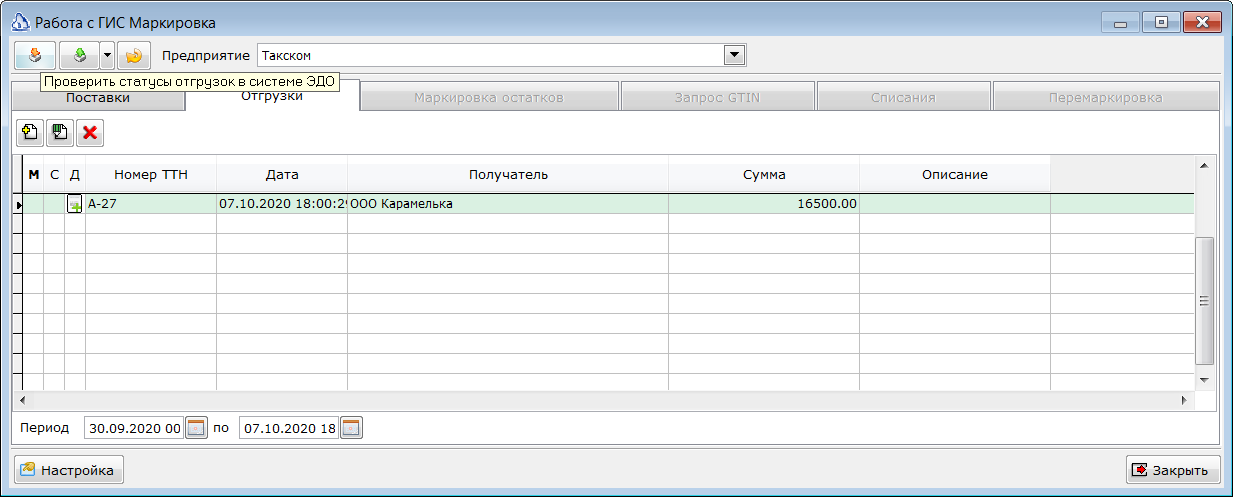 Работа с ГИС Маркировка
Предприятие Такском
Проверить статусы отгрузок в системе ЭДО
Поставки Отгрузки Маркировка остатков Запрос GTIN Списания Перемаркировка
М С Д Номер ТТН Дата Получатель Сумма Описание
А-27 07.10.2020 18:00:29 ООО Карамелька 16500.00
Период 30.09.2020 00 по 07.10.2020 18
Настройка Закрыть